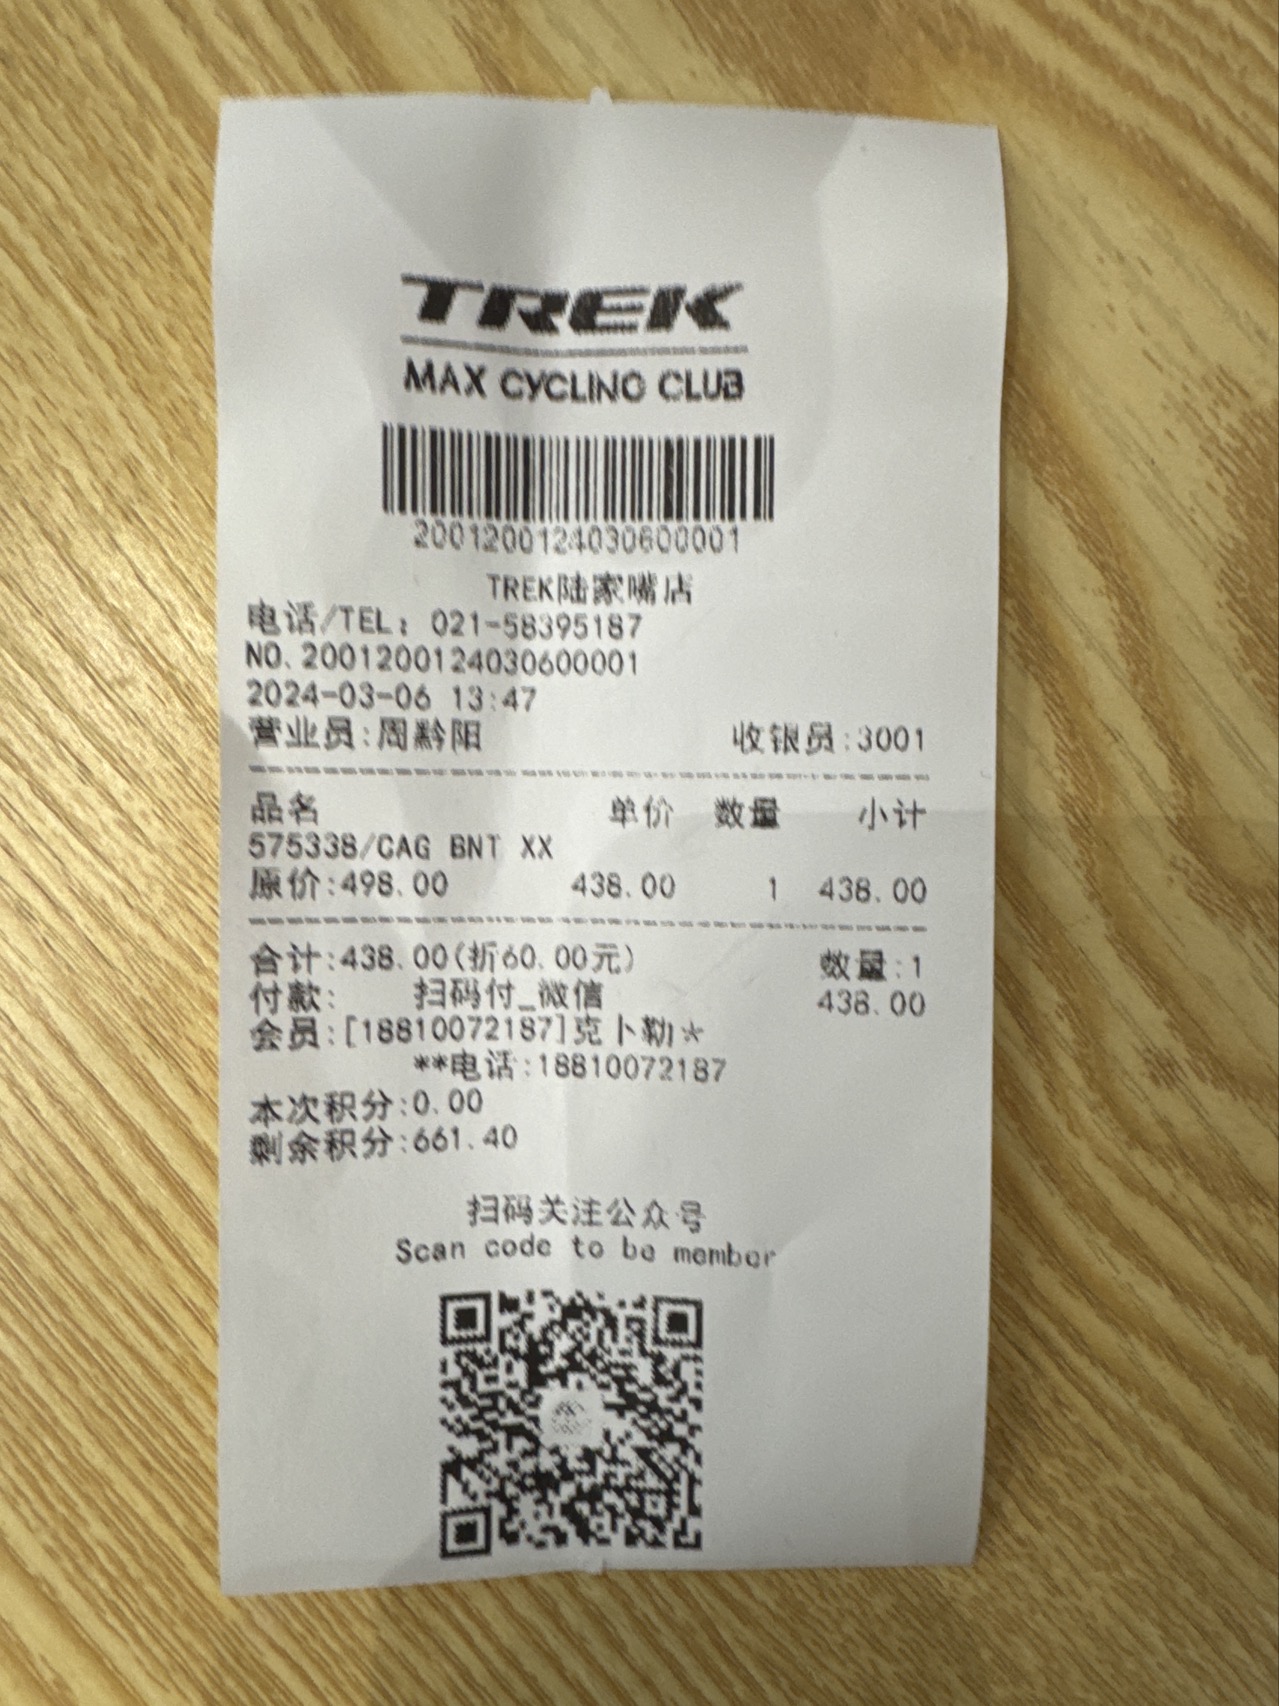 TREK
MAX CYCLING CLUB
2001200124030600001
TREK陆家嘴店
电话/TEL: 021-58395187
NO.2001200124030600001
2024-03-06 13:47
营业员:周黔阳 收银员:3001
品名 单价 数量 小计
575338/CAG BNT XX
原价:498.00 438.00 1 438.00
合计:438.00(折60.00元) 数量:1
付款: 扫码付_微信 438.00
会员:[18810072187]克卜勒*
**电话:18810072187
本次积分:0.00
剩余积分:661.40
扫码关注公众号
Scan code to be member